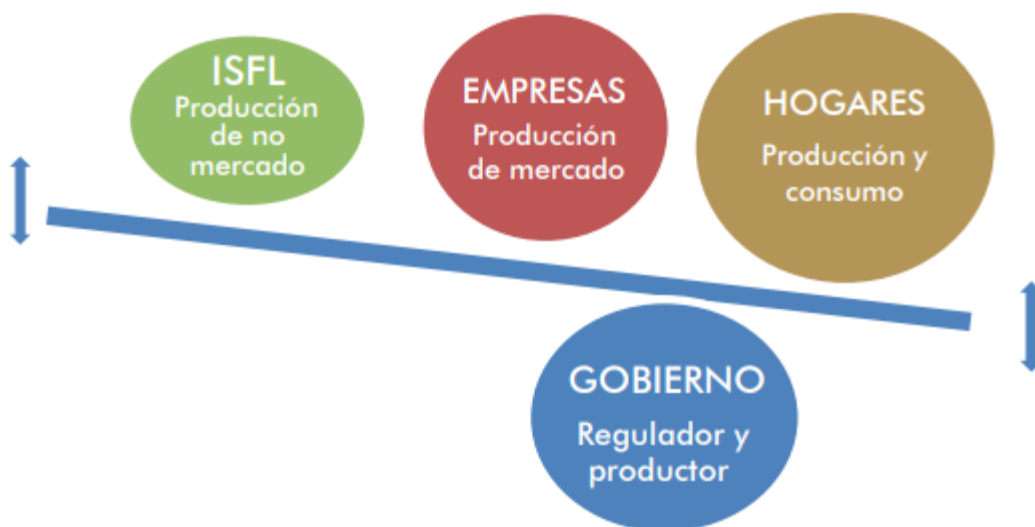 ISFL
Producción
de no
mercado
EMPRESAS
Producción
de mercado
HOGARES
Producción y
consumo
GOBIERNO
Regulador y
productor